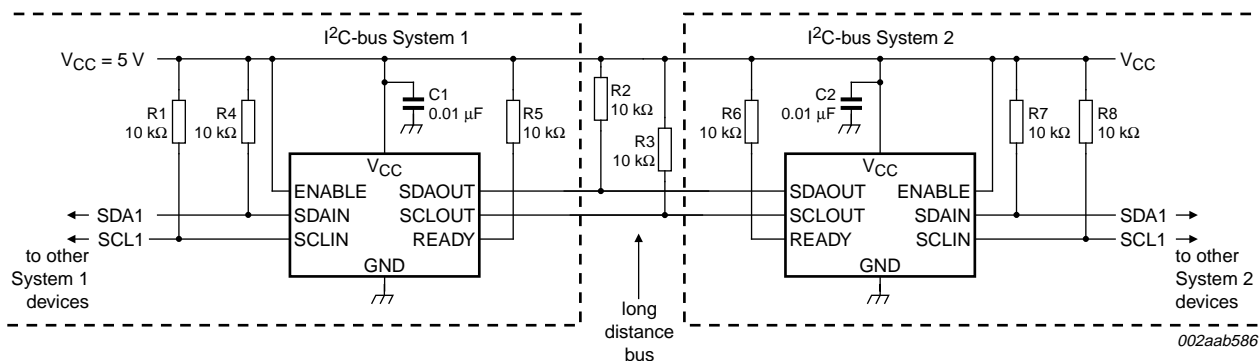 I²C-bus System 1
I²C-bus System 2
VCC = 5 V
VCC
R1
10 kΩ
R4
10 kΩ
C1
0.01 μF
R5
10 kΩ
R2
10 kΩ
R3
10 kΩ
R6
10 kΩ
C2
0.01 μF
R7
10 kΩ
R8
10 kΩ
VCC
ENABLE
SDAIN
SCLIN
SDAOUT
SCLOUT
READY
GND
VCC
SDAOUT
SCLOUT
READY
ENABLE
SDAIN
SCLIN
GND
SDA1
SCL1
to other
System 1
devices
long
distance
bus
SDA1
SCL1
to other
System 2
devices
002aab586